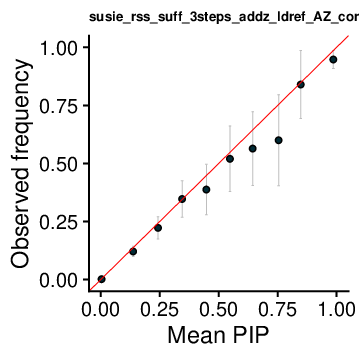 susie_rss_suff_3steps_addz_ldref_AZ_cor
Observed frequency
1.00
0.75
0.50
0.25
0.00
0.00 0.25 0.50 0.75 1.00
Mean PIP